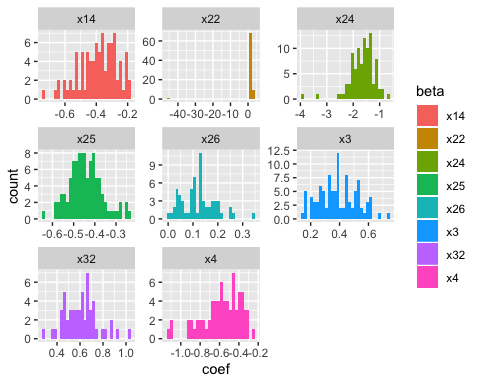 x14 x22 x24
6
4
2
0
-0.6 -0.4 -0.2
60
40
20
0
-40 -30 -20 -10 0
10
5
0
-4 -3 -2 -1
x25 x26 x3
8
6
4
2
0
-0.6 -0.5 -0.4 -0.3
9
6
3
0
0.0 0.1 0.2 0.3
12.5
10.0
7.5
5.0
2.5
0.0
0.2 0.4 0.6
x32 x4
6
4
2
0
0.4 0.6 0.8 1.0
6
4
2
0
-1.0 -0.8 -0.6 -0.4 -0.2
count
coef
beta
x14
x22
x24
x25
x26
x3
x32
x4